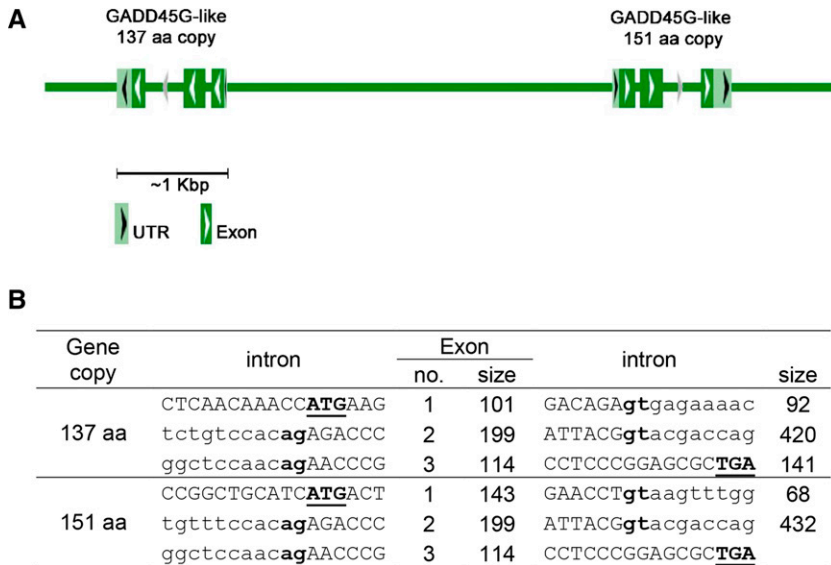 A
GADD45G-like
137 aa copy
GADD45G-like
151 aa copy
~1 Kbp
UTR
Exon
B
Gene copy intron Exon intron
no. size size
137 aa
CTCAACAAACCATGAAG 1 101 GACAGAgtgagaaaac 92
tctgtccacagAGACCC 2 199 ATTACGgtacgaccag 420
ggctccaacagAACCCG 3 114 CCTCCCGGAGCGCTGA 141
151 aa
CCGGCTGCATCATGACT 1 143 GAACCTgtaagtttgg 68
tgtttccacagAGACCC 2 199 ATTACGgtacgaccag 432
ggctccaacagAACCCG 3 114 CCTCCCGGAGCGCTGA